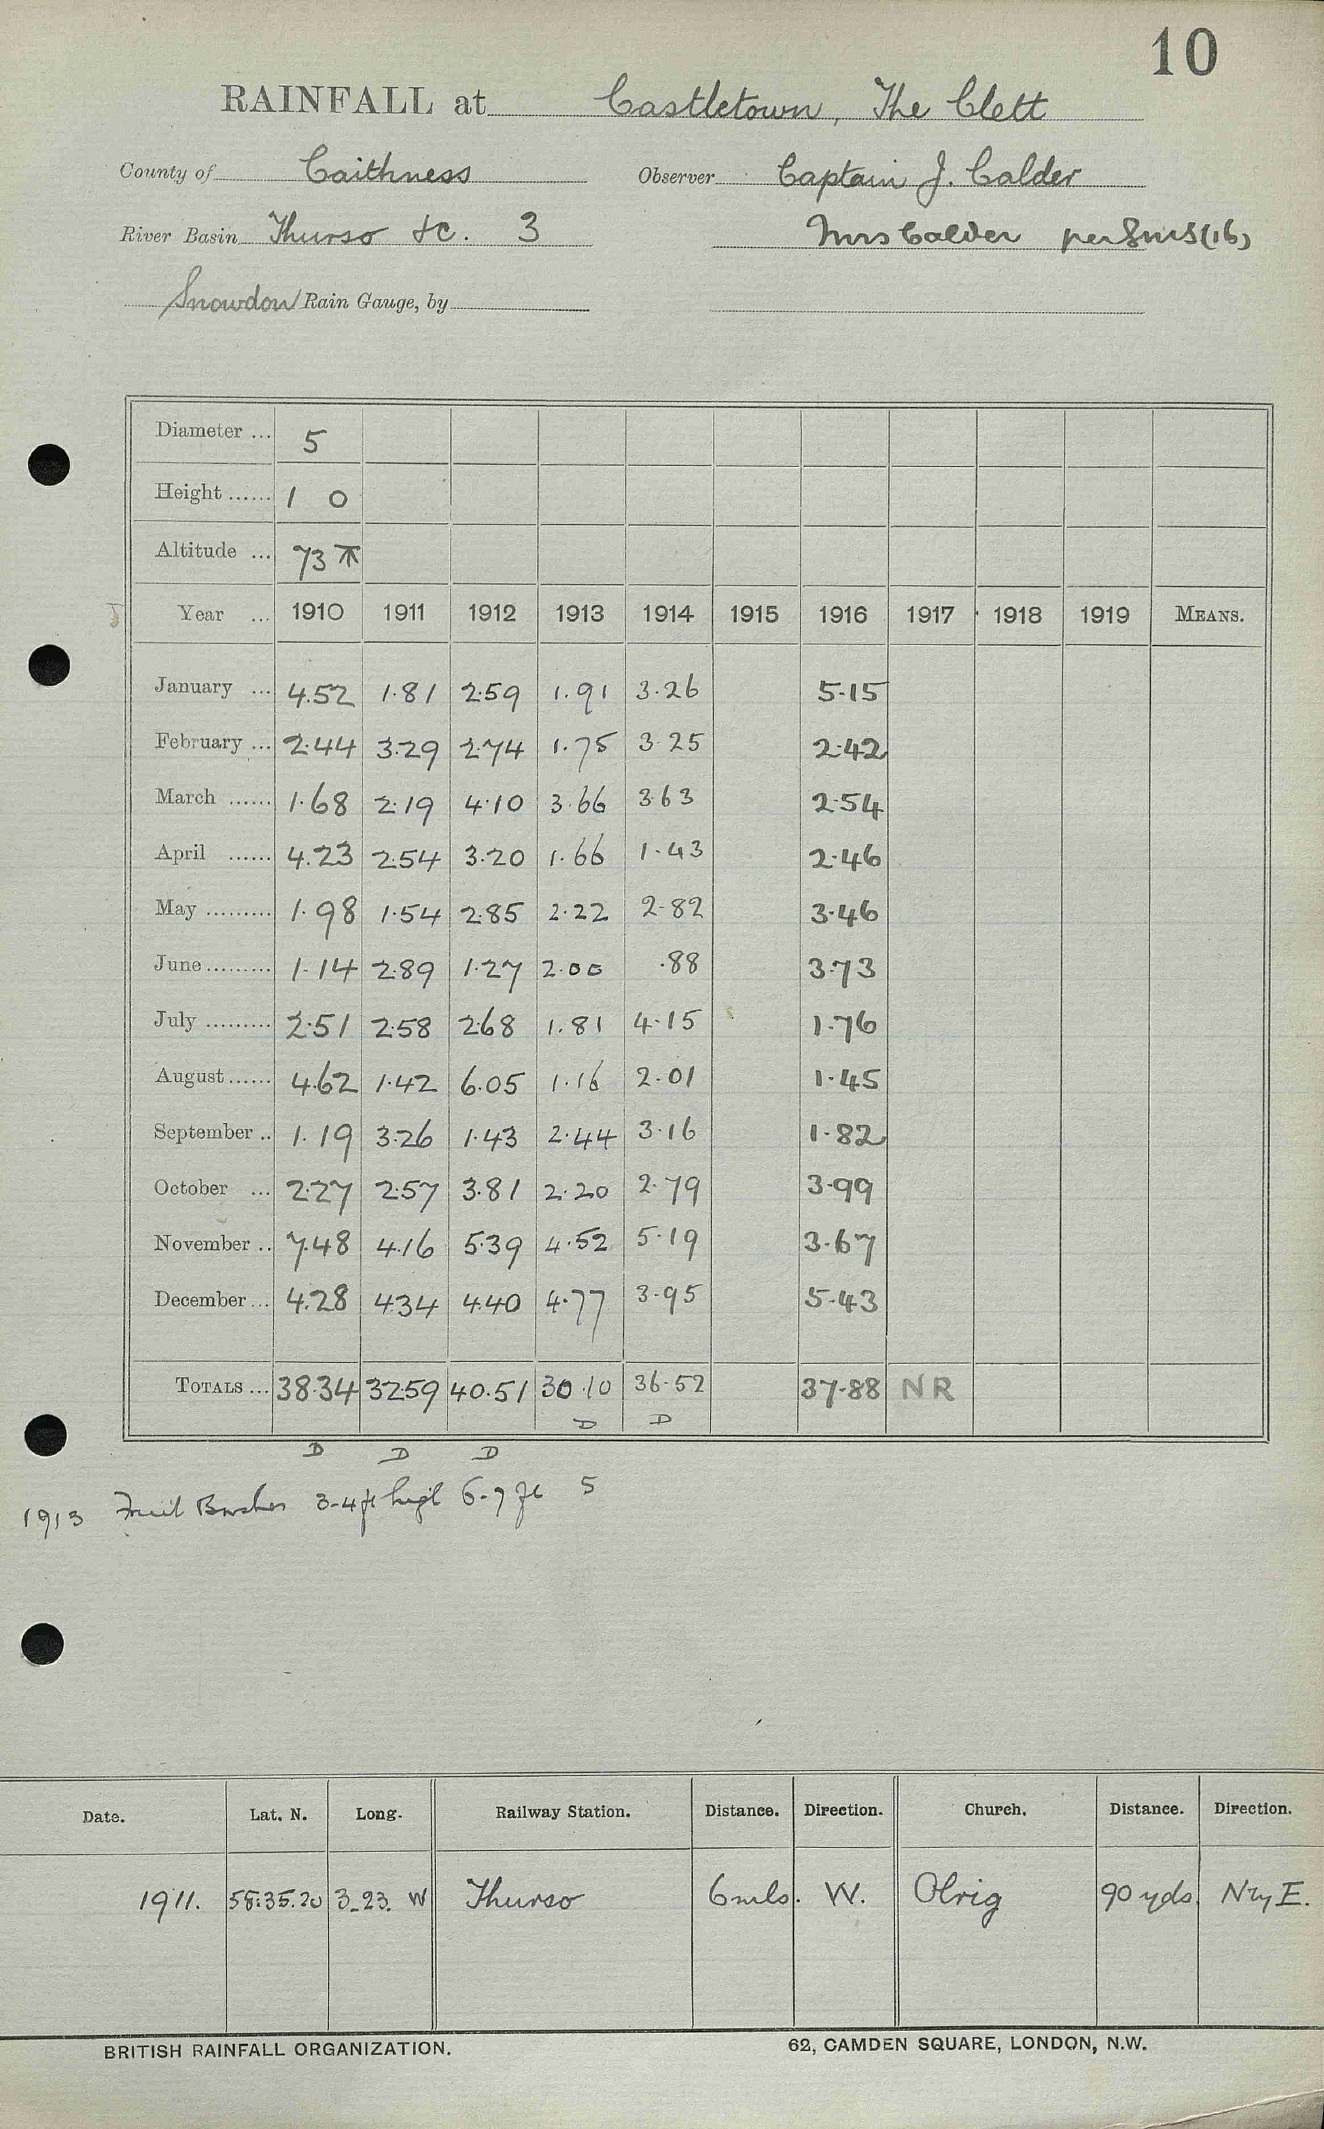 10
RAINFALL at Castletown, The Clett
County of Caithness Observer Captain J. Calder
River Basin Thurso &c. 3 Mrs Calder per (16)
Snowdon Rain Gauge, by
Diameter ... 5
Height ...... 1 0
Altitude ... 73
Year ... 1910 1911 1912 1913 1914 1915 1916 1917 1918 1919 MEANS.
January ... 4.52 1.81 2.59 1.91 3.26 5.15
February ... 2.44 3.29 2.74 1.75 3.25 2.42
March ...... 1.68 2.19 4.10 3.66 3.63 2.54
April ...... 4.23 2.54 3.20 1.66 1.43 2.46
May ......... 1.98 1.54 2.85 2.22 2.82 3.46
June ......... 1.14 2.89 1.27 2.00 .88 3.73
July ......... 2.51 2.58 2.68 1.81 4.15 1.76
August ...... 4.62 1.42 6.05 1.16 2.01 1.45
September .. 1.19 3.26 1.43 2.44 3.16 1.82
October ... 2.27 2.57 3.81 2.20 2.79 3.99
November .. 7.48 4.16 5.39 4.52 5.19 3.67
December ... 4.28 4.34 4.40 4.77 3.95 5.43
TOTALS ... 38.34 32.59 40.51 30.10 36.52 37.88 NR
D D
D D D
1913 Fruit Bushes 3-4 ft high 6-7 ft 5
Date. Lat. N. Long. Railway Station. Distance. Direction. Church. Distance. Direction.
1911. 58.35.20 3_23. W Thurso 6 mls. W. Olrig 90 yds. N by E.
BRITISH RAINFALL ORGANIZATION. 62, CAMDEN SQUARE, LONDON, N.W.